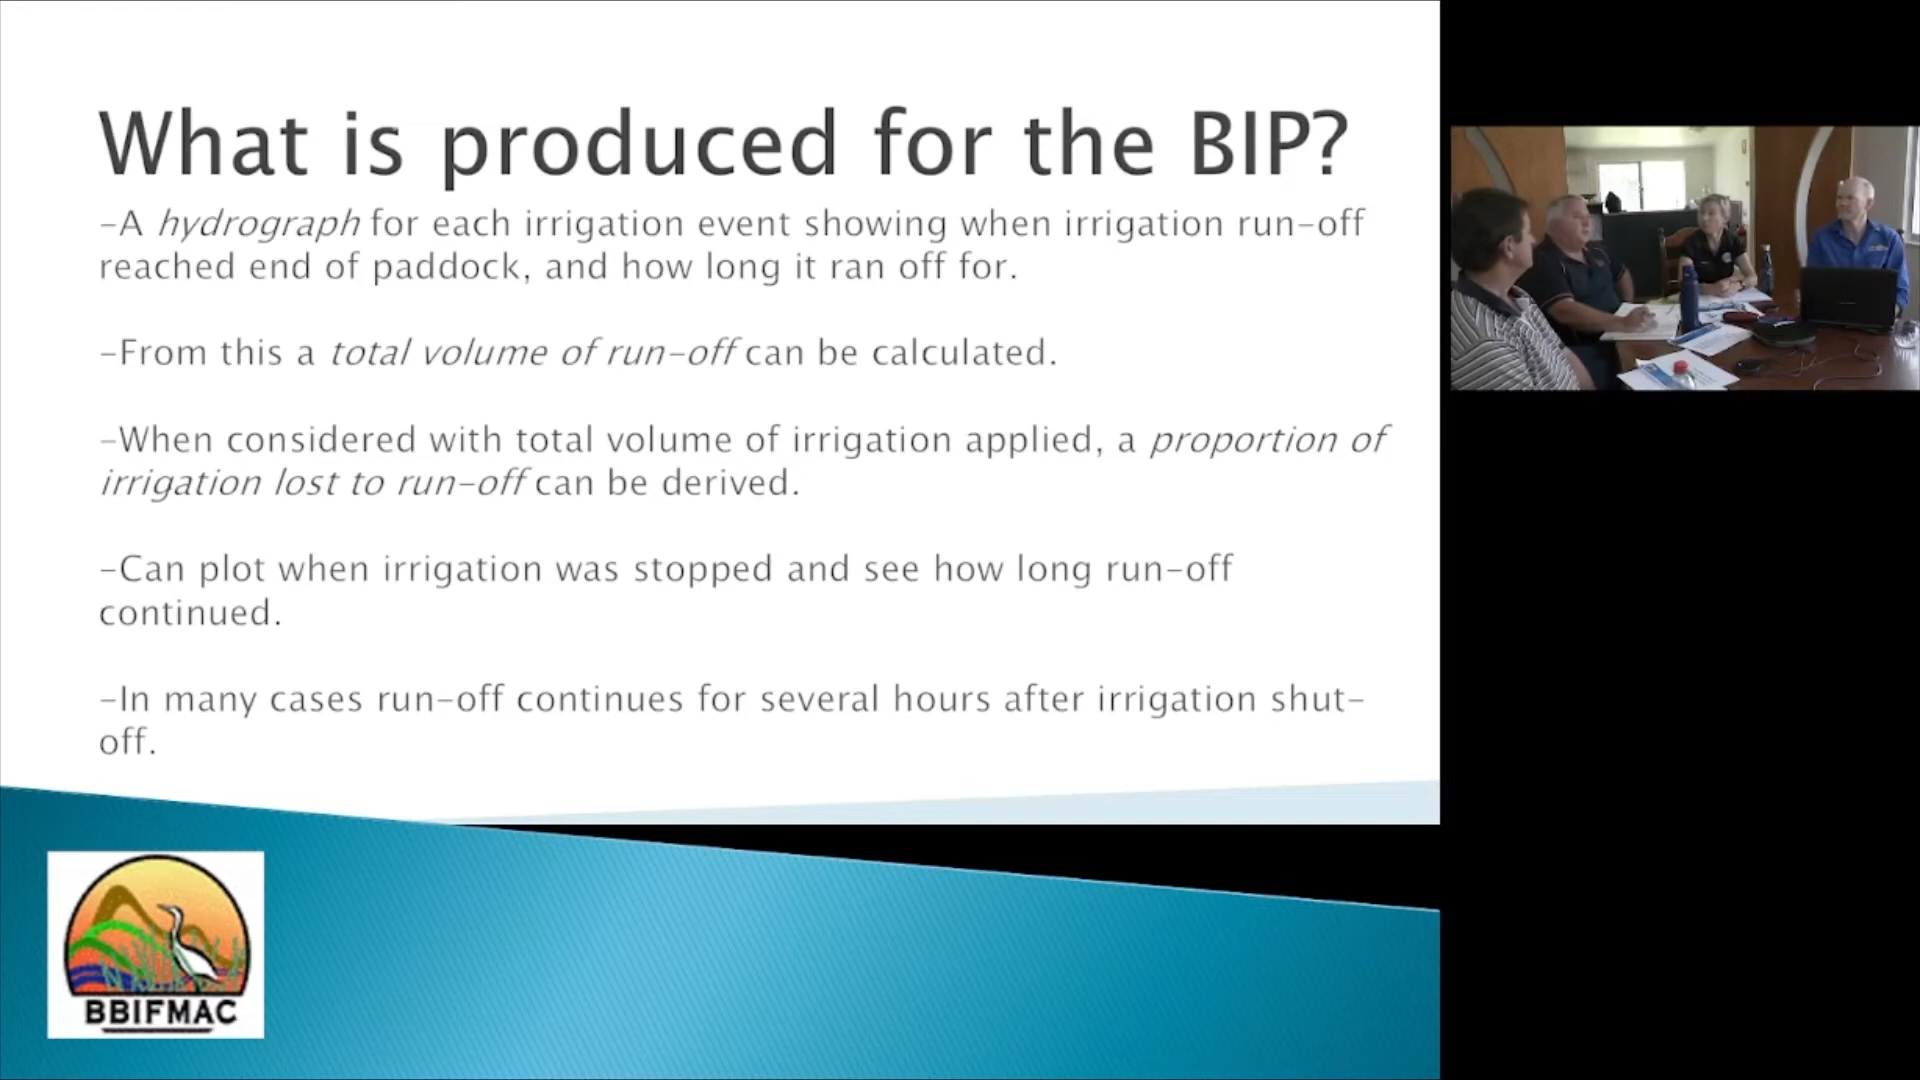 What is produced for the BIP?
-A hydrograph for each irrigation event showing when irrigation run-off
reached end of paddock, and how long it ran off for.
-From this a total volume of run-off can be calculated.
-When considered with total volume of irrigation applied, a proportion of
irrigation lost to run-off can be derived.
-Can plot when irrigation was stopped and see how long run-off
continued.
-In many cases run-off continues for several hours after irrigation shut-
off.
BBIFMAC